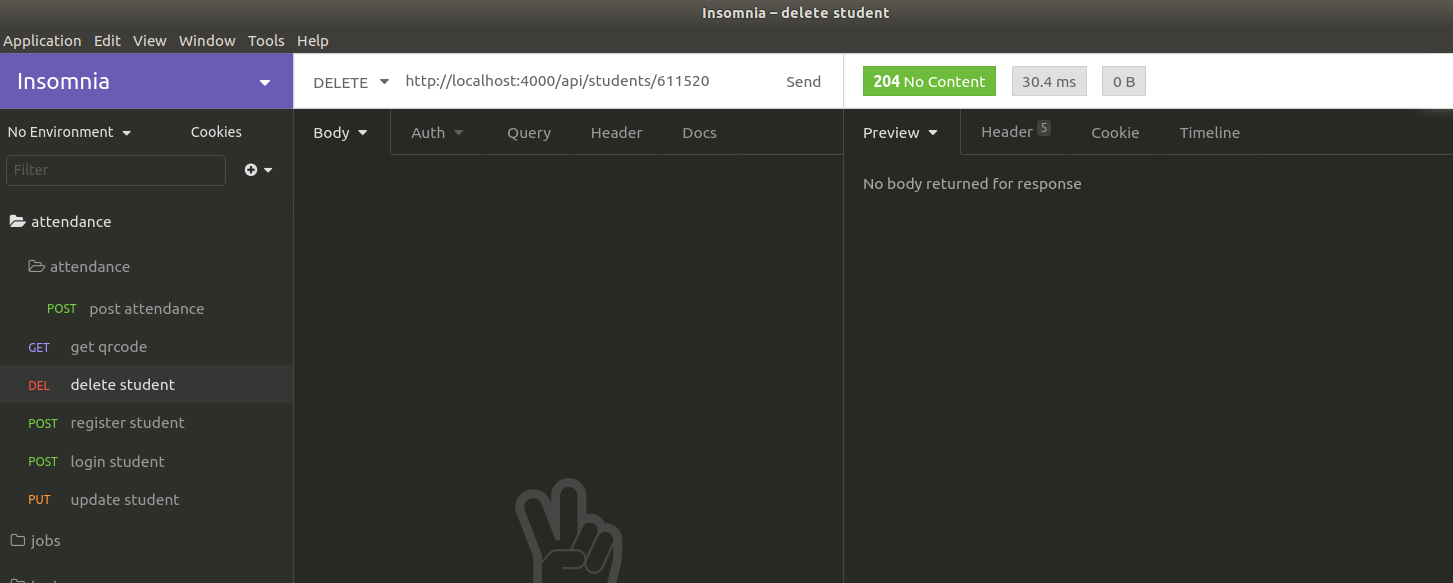 Insomnia – delete student
Application Edit View Window Tools Help
Insomnia
DELETE http://localhost:4000/api/students/611520 Send
204 No Content 30.4 ms 0 B
No Environment Cookies
Body Auth Query Header Docs
Preview Header 5 Cookie Timeline
Filter
No body returned for response
attendance
attendance
POST post attendance
GET get qrcode
DEL delete student
POST register student
POST login student
PUT update student
jobs